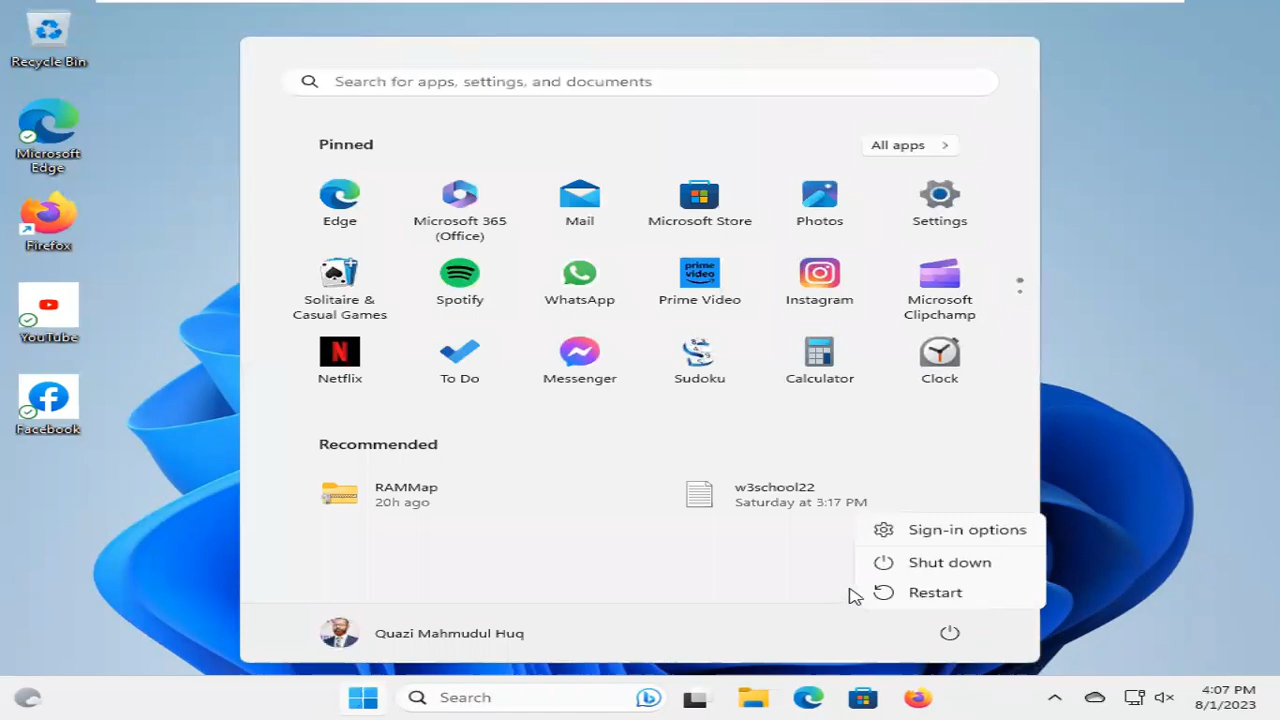 Recycle Bin
Microsoft
Edge
Firefox
YouTube
Facebook
Search for apps, settings, and documents
Pinned
All apps
Edge
Microsoft 365
(Office)
Mail
Microsoft Store
Photos
Settings
Solitaire &
Casual Games
Spotify
WhatsApp
prime
video
Prime Video
Instagram
Microsoft
Clipchamp
N
Netflix
To Do
Messenger
Sudoku
Calculator
Clock
Recommended
RAMMap
20h ago
w3school22
Saturday at 3:17 PM
Sign-in options
Shut down
Restart
Quazi Mahmudul Huq
Search
4:07 PM
8/1/2023